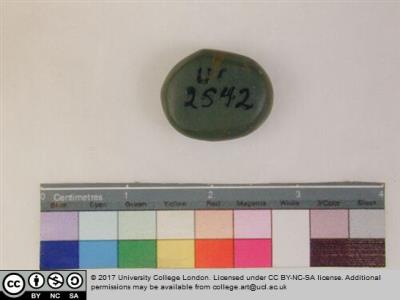 UC
2542
0 1 2 3 4
Centimetres
Blue Cyan Green Yellow Red Magenta White 3/Color Black
CC BY NC SA
© 2017 University College London. Licensed under CC BY-NC-SA license. Additional
permissions may be available from college.art@ucl.ac.uk